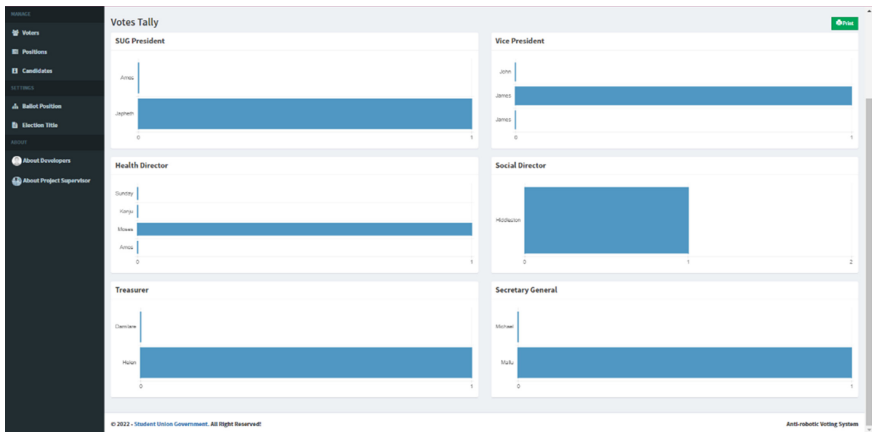 MANAGE
Voters
Positions
Candidates
SETTINGS
Ballot Position
Election Title
ABOUT
About Developers
About Project Supervisor
Votes Tally
Print
SUG President
Amos
0 1
Vice President
John
James
James
0 1
Health Director
Sunday
Moses
Amos
0 1
Social Director
0 1 2
Treasurer
Helen
0 1
Secretary General
Michael
0 1
© 2022 - Student Union Government. All Right Reserved!
Anti-robotic Voting System